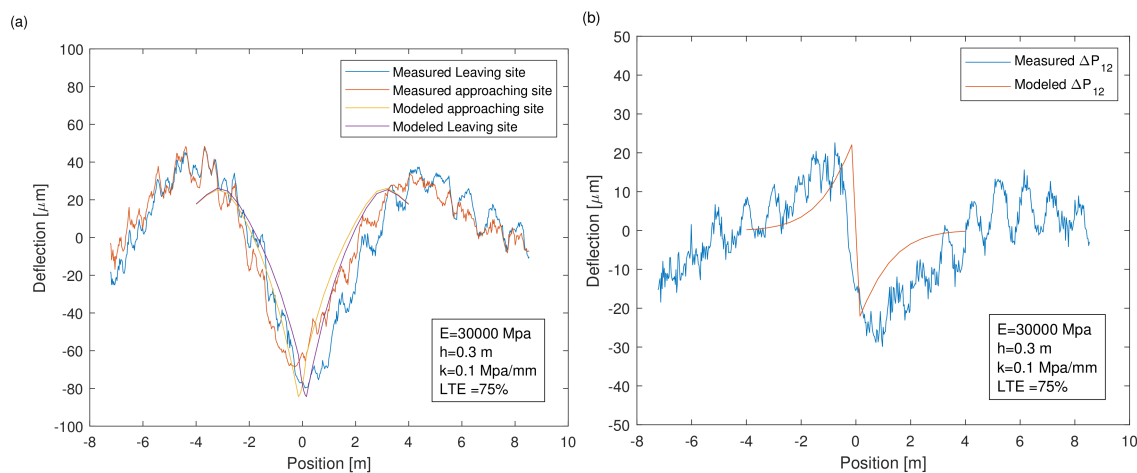 (a)
100
80
60
40
20
0
-20
-40
-60
-80
-100
-8
-6
-4
-2
0
2
4
6
8
10
Deflection [μm]
Position [m]
Measured Leaving site
Measured approaching site
Modeled approaching site
Modeled Leaving site
E=30000 Mpa
h=0.3 m
k=0.1 Mpa/mm
LTE =75%
(b)
50
40
30
20
10
0
-10
-20
-30
-40
-50
-8
-6
-4
-2
0
2
4
6
8
10
Deflection [μm]
Position [m]
Measured ΔP12
Modeled ΔP12
E=30000 Mpa
h=0.3 m
k=0.1 Mpa/mm
LTE =75%